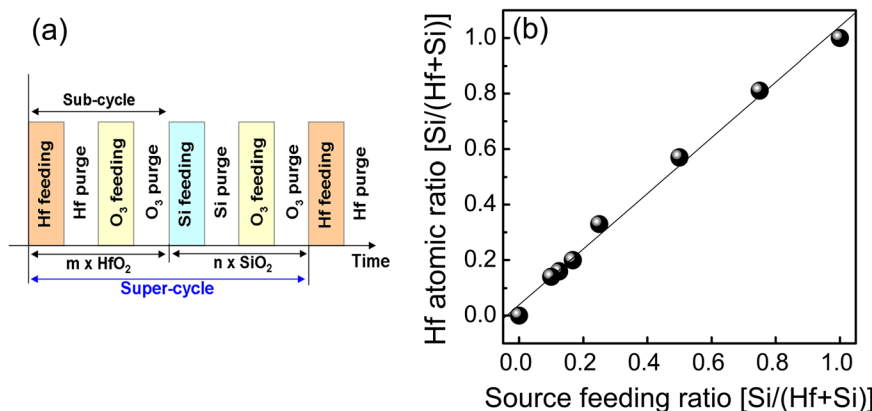 (a)
Sub-cycle
Hf feeding
Hf purge
O₃ feeding
O₃ purge
Si feeding
Si purge
O₃ feeding
O₃ purge
Hf feeding
Hf purge
m x HfO₂
n x SiO₂
Time
Super-cycle
(b)
Hf atomic ratio [Si/(Hf+Si)]
1.0
0.8
0.6
0.4
0.2
0.0
0.0 0.2 0.4 0.6 0.8 1.0
Source feeding ratio [Si/(Hf+Si)]